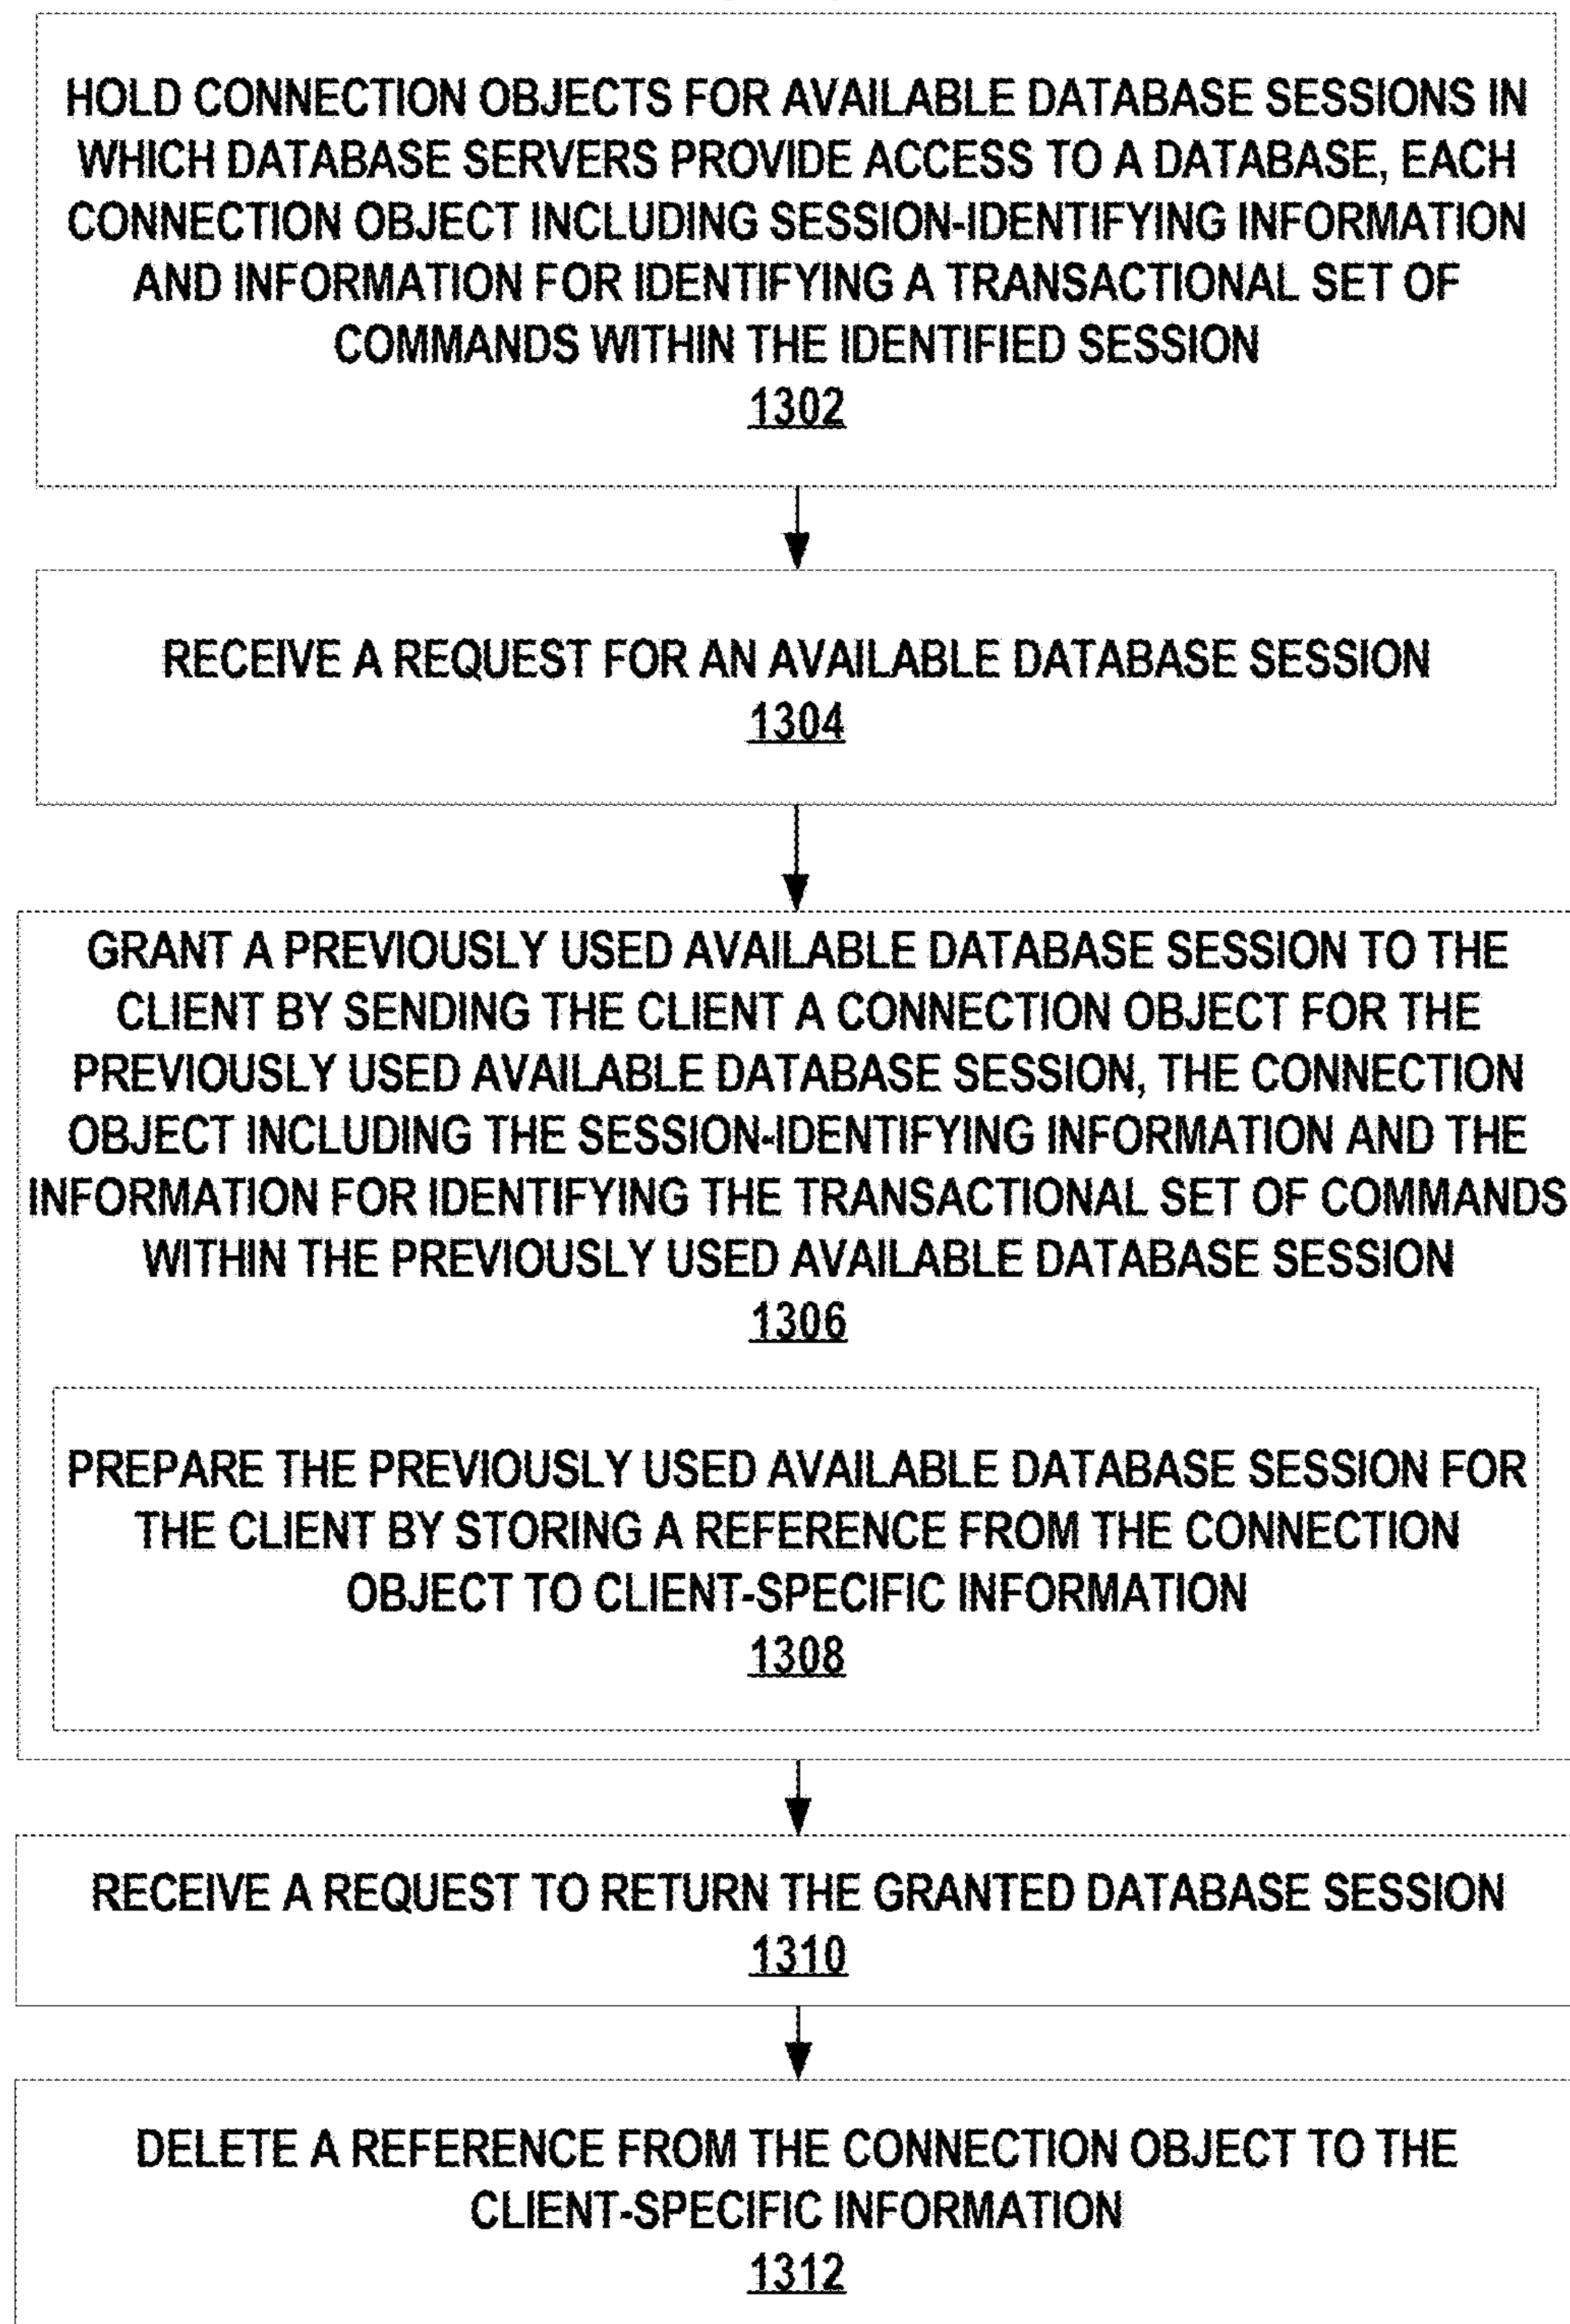 HOLD CONNECTION OBJECTS FOR AVAILABLE DATABASE SESSIONS IN
WHICH DATABASE SERVERS PROVIDE ACCESS TO A DATABASE, EACH
CONNECTION OBJECT INCLUDING SESSION-IDENTIFYING INFORMATION
AND INFORMATION FOR IDENTIFYING A TRANSACTIONAL SET OF
COMMANDS WITHIN THE IDENTIFIED SESSION
1302
RECEIVE A REQUEST FOR AN AVAILABLE DATABASE SESSION
1304
GRANT A PREVIOUSLY USED AVAILABLE DATABASE SESSION TO THE
CLIENT BY SENDING THE CLIENT A CONNECTION OBJECT FOR THE
PREVIOUSLY USED AVAILABLE DATABASE SESSION, THE CONNECTION
OBJECT INCLUDING THE SESSION-IDENTIFYING INFORMATION AND THE
INFORMATION FOR IDENTIFYING THE TRANSACTIONAL SET OF COMMANDS
WITHIN THE PREVIOUSLY USED AVAILABLE DATABASE SESSION
1306
PREPARE THE PREVIOUSLY USED AVAILABLE DATABASE SESSION FOR
THE CLIENT BY STORING A REFERENCE FROM THE CONNECTION
OBJECT TO CLIENT-SPECIFIC INFORMATION
1308
RECEIVE A REQUEST TO RETURN THE GRANTED DATABASE SESSION
1310
DELETE A REFERENCE FROM THE CONNECTION OBJECT TO THE
CLIENT-SPECIFIC INFORMATION
1312